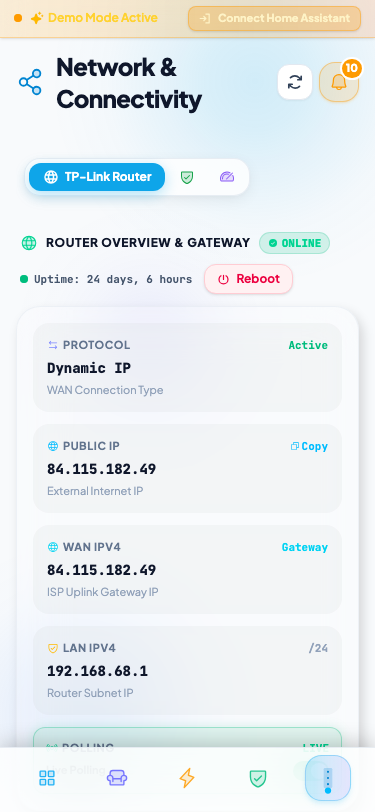 Demo Mode Active
Connect Home Assistant
Network &
Connectivity
10
TP-Link Router
ROUTER OVERVIEW & GATEWAY
ONLINE
Uptime: 24 days, 6 hours
Reboot
PROTOCOL
Active
Dynamic IP
WAN Connection Type
PUBLIC IP
Copy
84.115.182.49
External Internet IP
WAN IPV4
Gateway
84.115.182.49
ISP Uplink Gateway IP
LAN IPV4
/24
192.168.68.1
Router Subnet IP
POLLING
LIVE